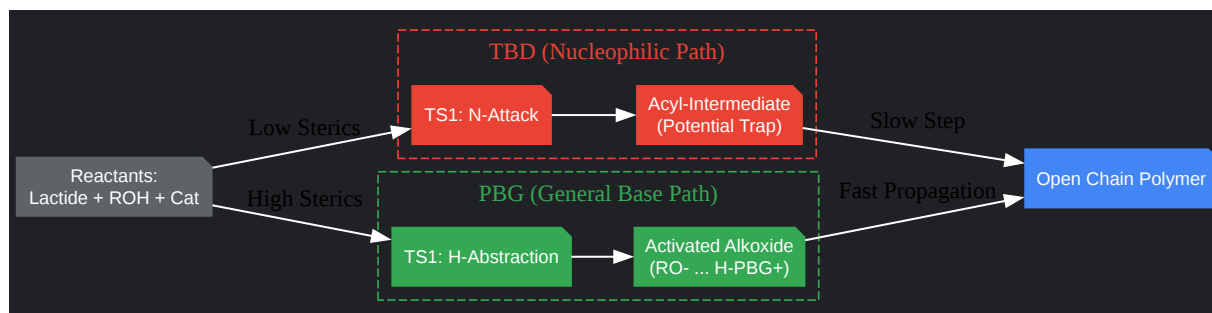 TBD (Nucleophilic Path)
TS1: N-Attack
Acyl-Intermediate
(Potential Trap)
Low Sterics
Slow Step
Reactants:
Lactide + ROH + Cat
Open Chain Polymer
High Sterics
PBG (General Base Path)
Fast Propagation
TS1: H-Abstraction
Activated Alkoxide
(RO- ... H-PBG+)